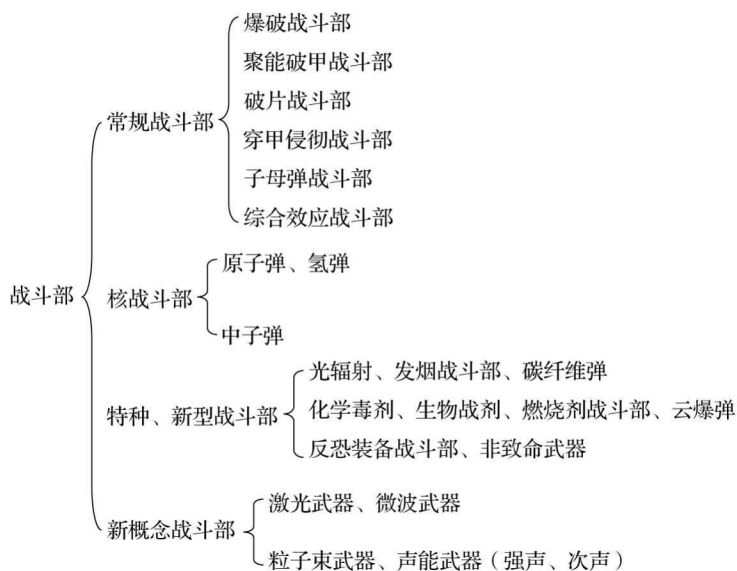 战斗部
常规战斗部
爆破战斗部
聚能破甲战斗部
破片战斗部
穿甲侵彻战斗部
子母弹战斗部
综合效应战斗部
核战斗部
原子弹、氢弹
中子弹
特种、新型战斗部
光辐射、发烟战斗部、碳纤维弹
化学毒剂、生物战剂、燃烧剂战斗部、云爆弹
反恐装备战斗部、非致命武器
新概念战斗部
激光武器、微波武器
粒子束武器、声能武器（强声、次声）